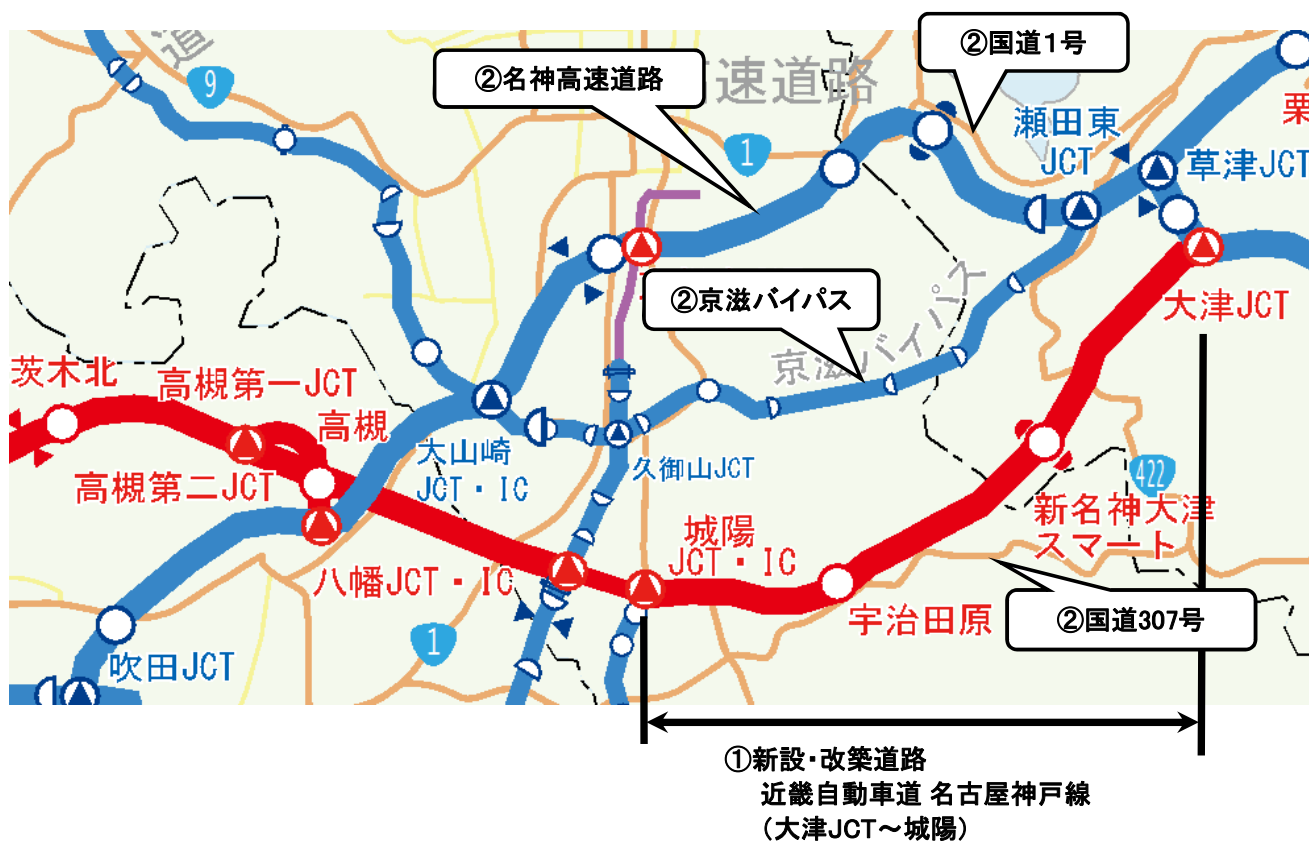 ②国道1号
②名神高速道路
道
速道路
9
1
瀬田東
JCT
栗
草津JCT
②京滋バイパス
京滋バイパス
大津JCT
茨木北
高槻第一JCT
高槻
高槻第二JCT
大山崎
JCT・IC
久御山JCT
422
新名神大津
スマート
城陽
JCT・IC
八幡JCT・IC
宇治田原
②国道307号
1
吹田JCT
①新設・改築道路
近畿自動車道 名古屋神戸線
(大津JCT~城陽)